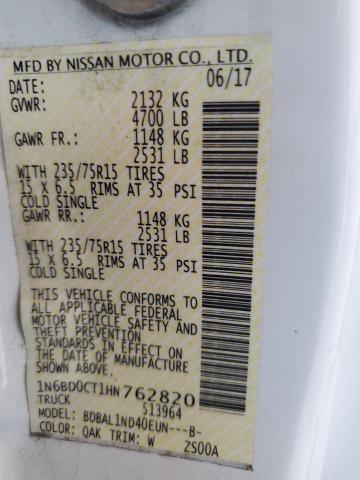 MFD BY NISSAN MOTOR CO., LTD.
DATE: 06/17
GVWR: 2132 KG
4700 LB
GAWR FR.: 1148 KG
2531 LB
WITH 235/75R15 TIRES
15 X 6.5 RIMS AT 35 PSI
COLD SINGLE
GAWR RR.: 1148 KG
2531 LB
WITH 235/75R15 TIRES
15 X 6.5 RIMS AT 35 PSI
COLD SINGLE
THIS VEHICLE CONFORMS TO
ALL APPLICABLE FEDERAL
MOTOR VEHICLE SAFETY AND
THEFT PREVENTION
STANDARDS IN EFFECT ON
THE DATE OF MANUFACTURE
1N6BD0CT1HN762820
TRUCK 513964
MODEL: BDBAL1ND40EUN---B-
COLOR: QAK TRIM: W ZS00A